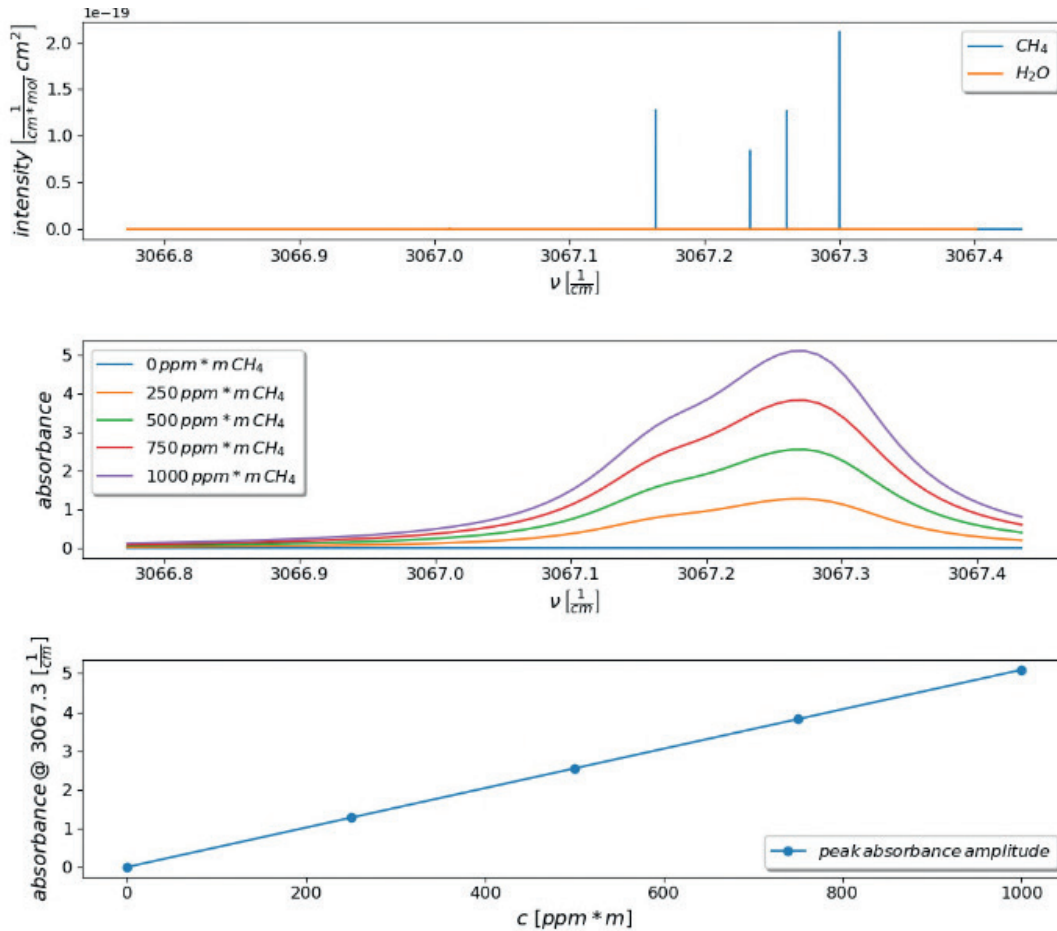 1e−19
2.0
1.5
1.0
0.5
0.0
intensity [1/(cm∗mol) cm²]
CH₄
H₂O
3066.8 3066.9 3067.0 3067.1 3067.2 3067.3 3067.4
ν [1/cm]
5
4
3
2
1
0
absorbance
0 ppm∗m CH₄
250 ppm∗m CH₄
500 ppm∗m CH₄
750 ppm∗m CH₄
1000 ppm∗m CH₄
3066.8 3066.9 3067.0 3067.1 3067.2 3067.3 3067.4
ν [1/cm]
5
4
3
2
1
0
absorbance @ 3067.3 [1/cm]
peak absorbance amplitude
0 200 400 600 800 1000
c [ppm∗m]